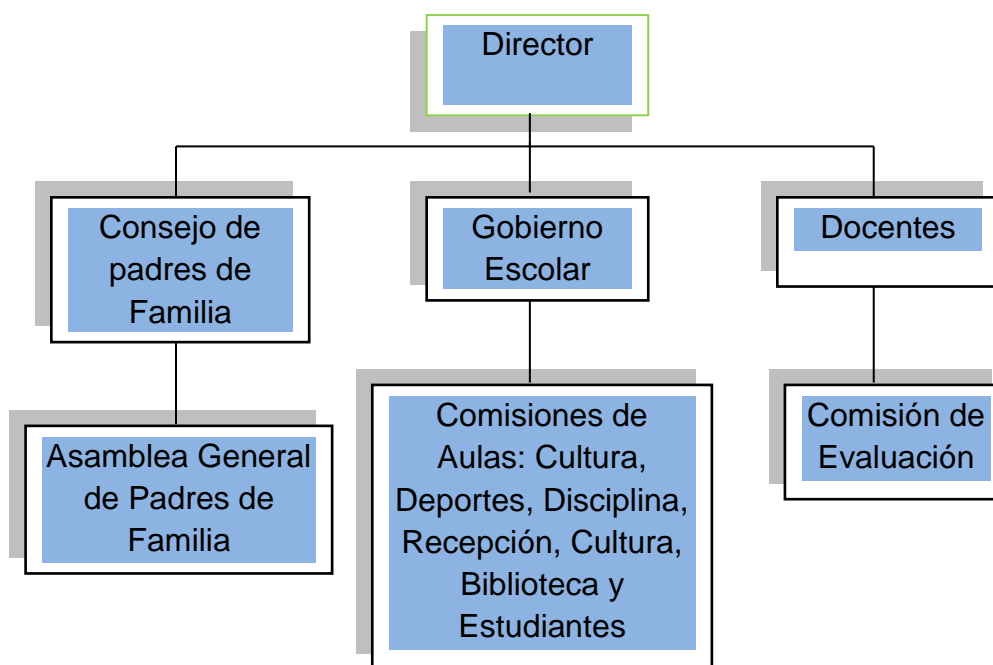 Director
Consejo de
padres de
Familia
Gobierno
Escolar
Docentes
Asamblea General
de Padres de
Familia
Comisiones de
Aulas: Cultura,
Deportes, Disciplina,
Recepción, Cultura,
Biblioteca y
Estudiantes
Comisión de
Evaluación